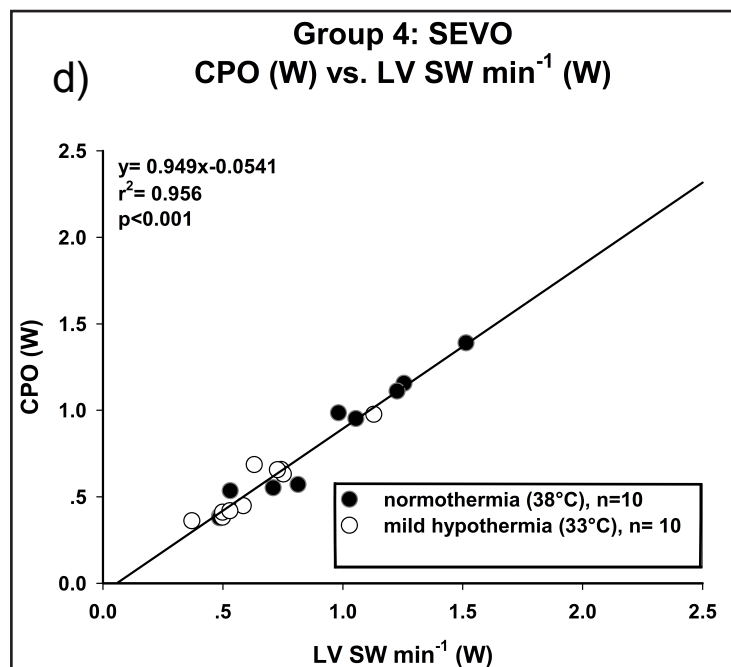 Group 4: SEVO
CPO (W) vs. LV SW min⁻¹ (W)
d)
y= 0.949x-0.0541
r²= 0.956
p<0.001
2.5
2.0
1.5
1.0
.5
0.0
CPO (W)
normothermia (38°C), n=10
mild hypothermia (33°C), n= 10
0.0 .5 1.0 1.5 2.0 2.5
LV SW min⁻¹ (W)